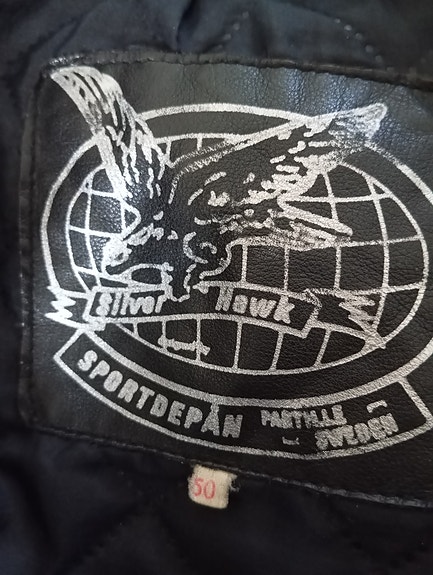 Silver Hawk
SPORTDEPÅN PARTILLE
SWEDEN
50